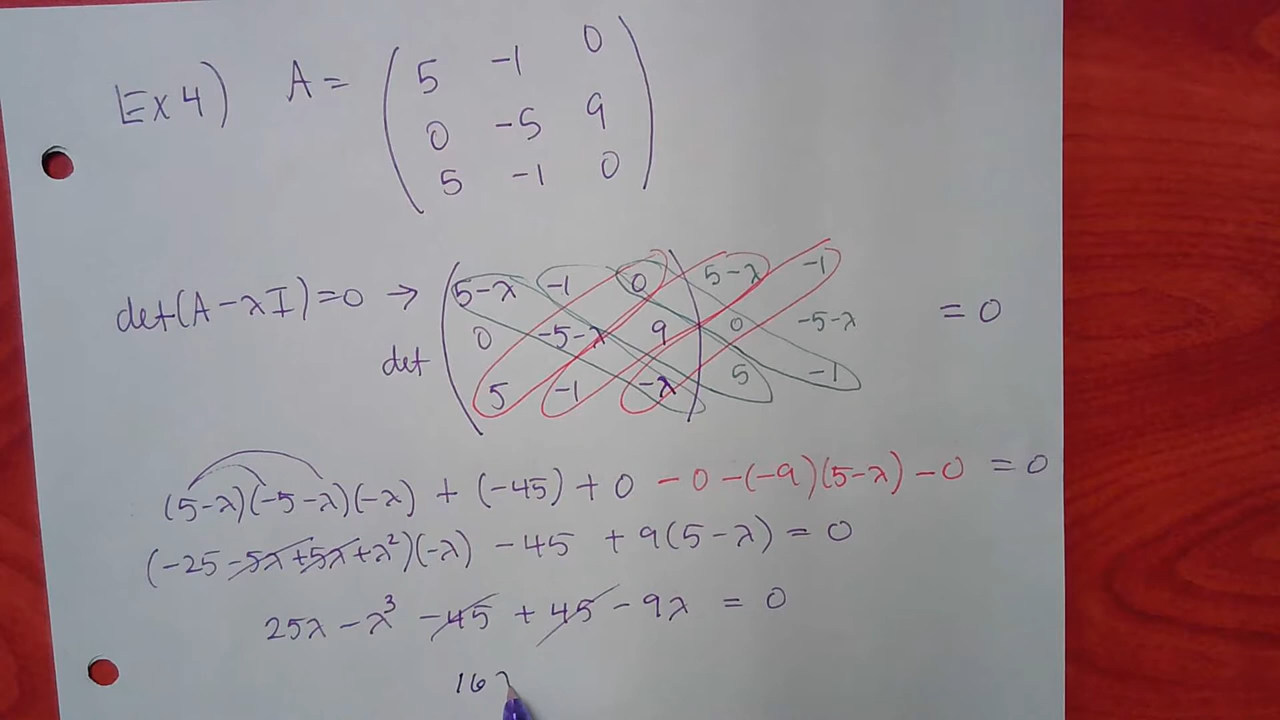 Ex 4) A = ( 5 -1 0
0 -5 9
5 -1 0 )
det(A-λI)=0 → det ( 5-λ -1 0 ) 5-λ -1
0 -5-λ 9 0 -5-λ = 0
5 -1 -λ 5 -1
(5-λ)(-5-λ)(-λ) + (-45) + 0 - 0 - (-9)(5-λ) - 0 = 0
(-25 - 5λ + 5λ + λ²)(-λ) - 45 + 9(5-λ) = 0
25λ - λ³ - 45 + 45 - 9λ = 0
16